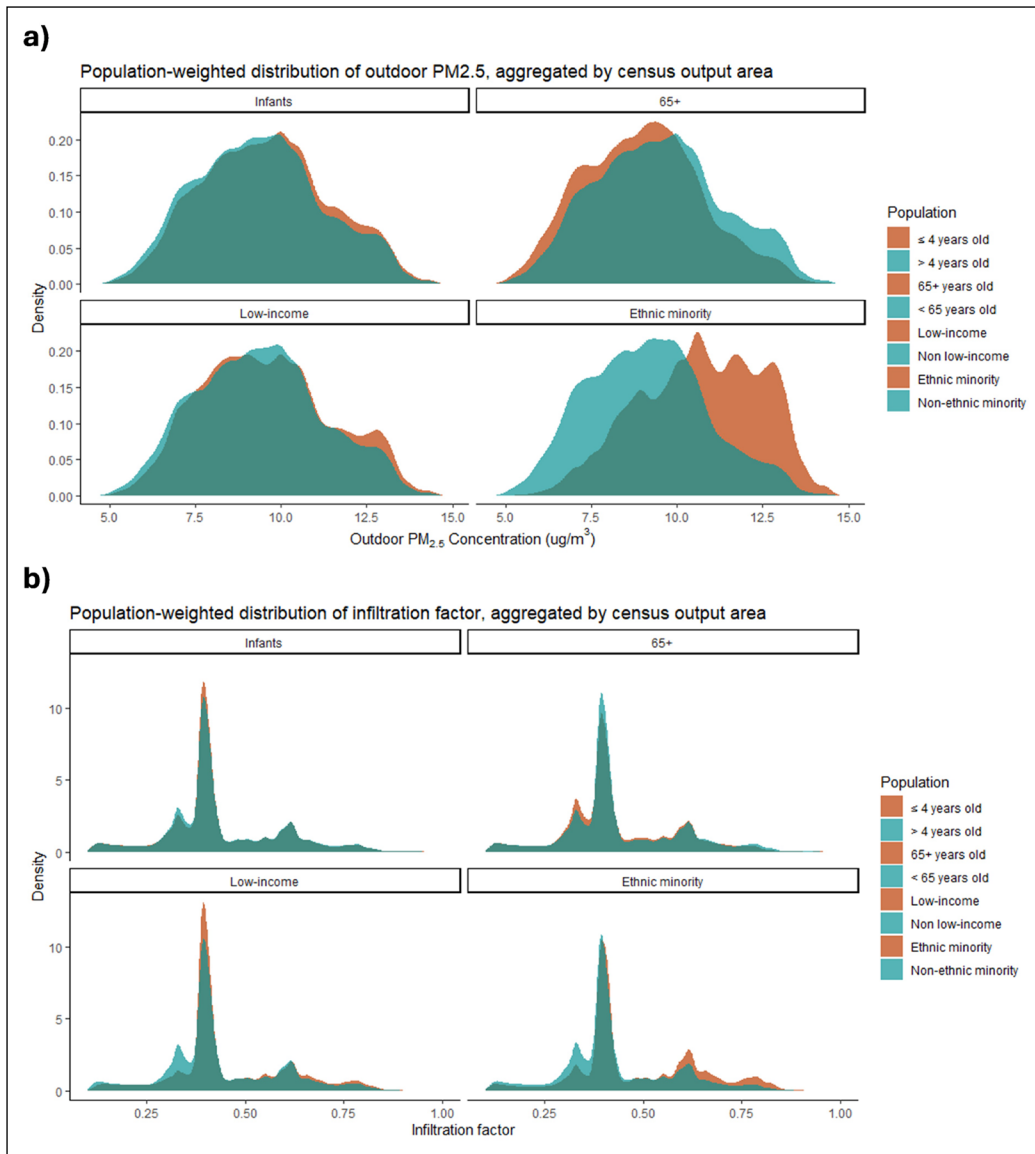 a)
Population-weighted distribution of outdoor PM2.5, aggregated by census output area
Infants
65+
0.20
0.15
0.10
0.05
0.00
Low-income
Ethnic minority
0.20
0.15
0.10
0.05
0.00
Density
5.0 7.5 10.0 12.5 15.0
5.0 7.5 10.0 12.5 15.0
Outdoor PM2.5 Concentration (ug/m3)
Population
≤ 4 years old
> 4 years old
65+ years old
< 65 years old
Low-income
Non low-income
Ethnic minority
Non-ethnic minority
b)
Population-weighted distribution of infiltration factor, aggregated by census output area
Infants
65+
10
5
0
Low-income
Ethnic minority
10
5
0
Density
0.25 0.50 0.75 1.00
0.25 0.50 0.75 1.00
Infiltration factor
Population
≤ 4 years old
> 4 years old
65+ years old
< 65 years old
Low-income
Non low-income
Ethnic minority
Non-ethnic minority